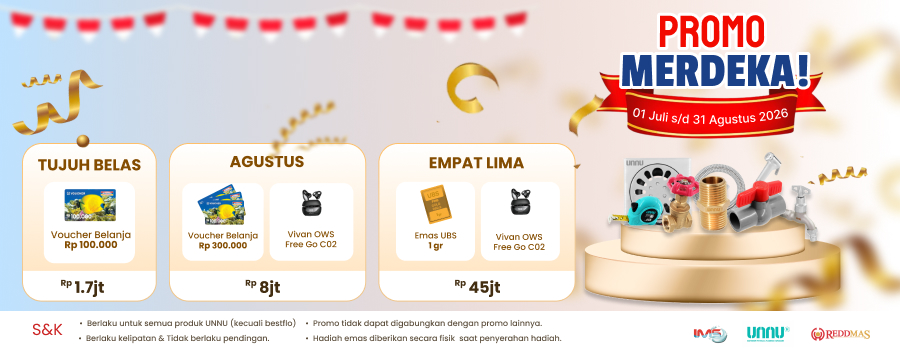 PROMO
MERDEKA!
01 Juli s/d 31 Agustus 2026
TUJUH BELAS
Voucher Belanja
Rp 100.000
Rp 1.7jt
AGUSTUS
Voucher Belanja
Rp 300.000
Vivan OWS
Free Go C02
Rp 8jt
EMPAT LIMA
Emas UBS
1 gr
Vivan OWS
Free Go C02
Rp 45jt
UNNU
S&K
• Berlaku untuk semua produk UNNU (kecuali bestflo)
• Berlaku kelipatan & Tidak berlaku pendingan.
• Promo tidak dapat digabungkan dengan promo lainnya.
• Hadiah emas diberikan secara fisik saat penyerahan hadiah.
IMS
UNNU
REDDMAS